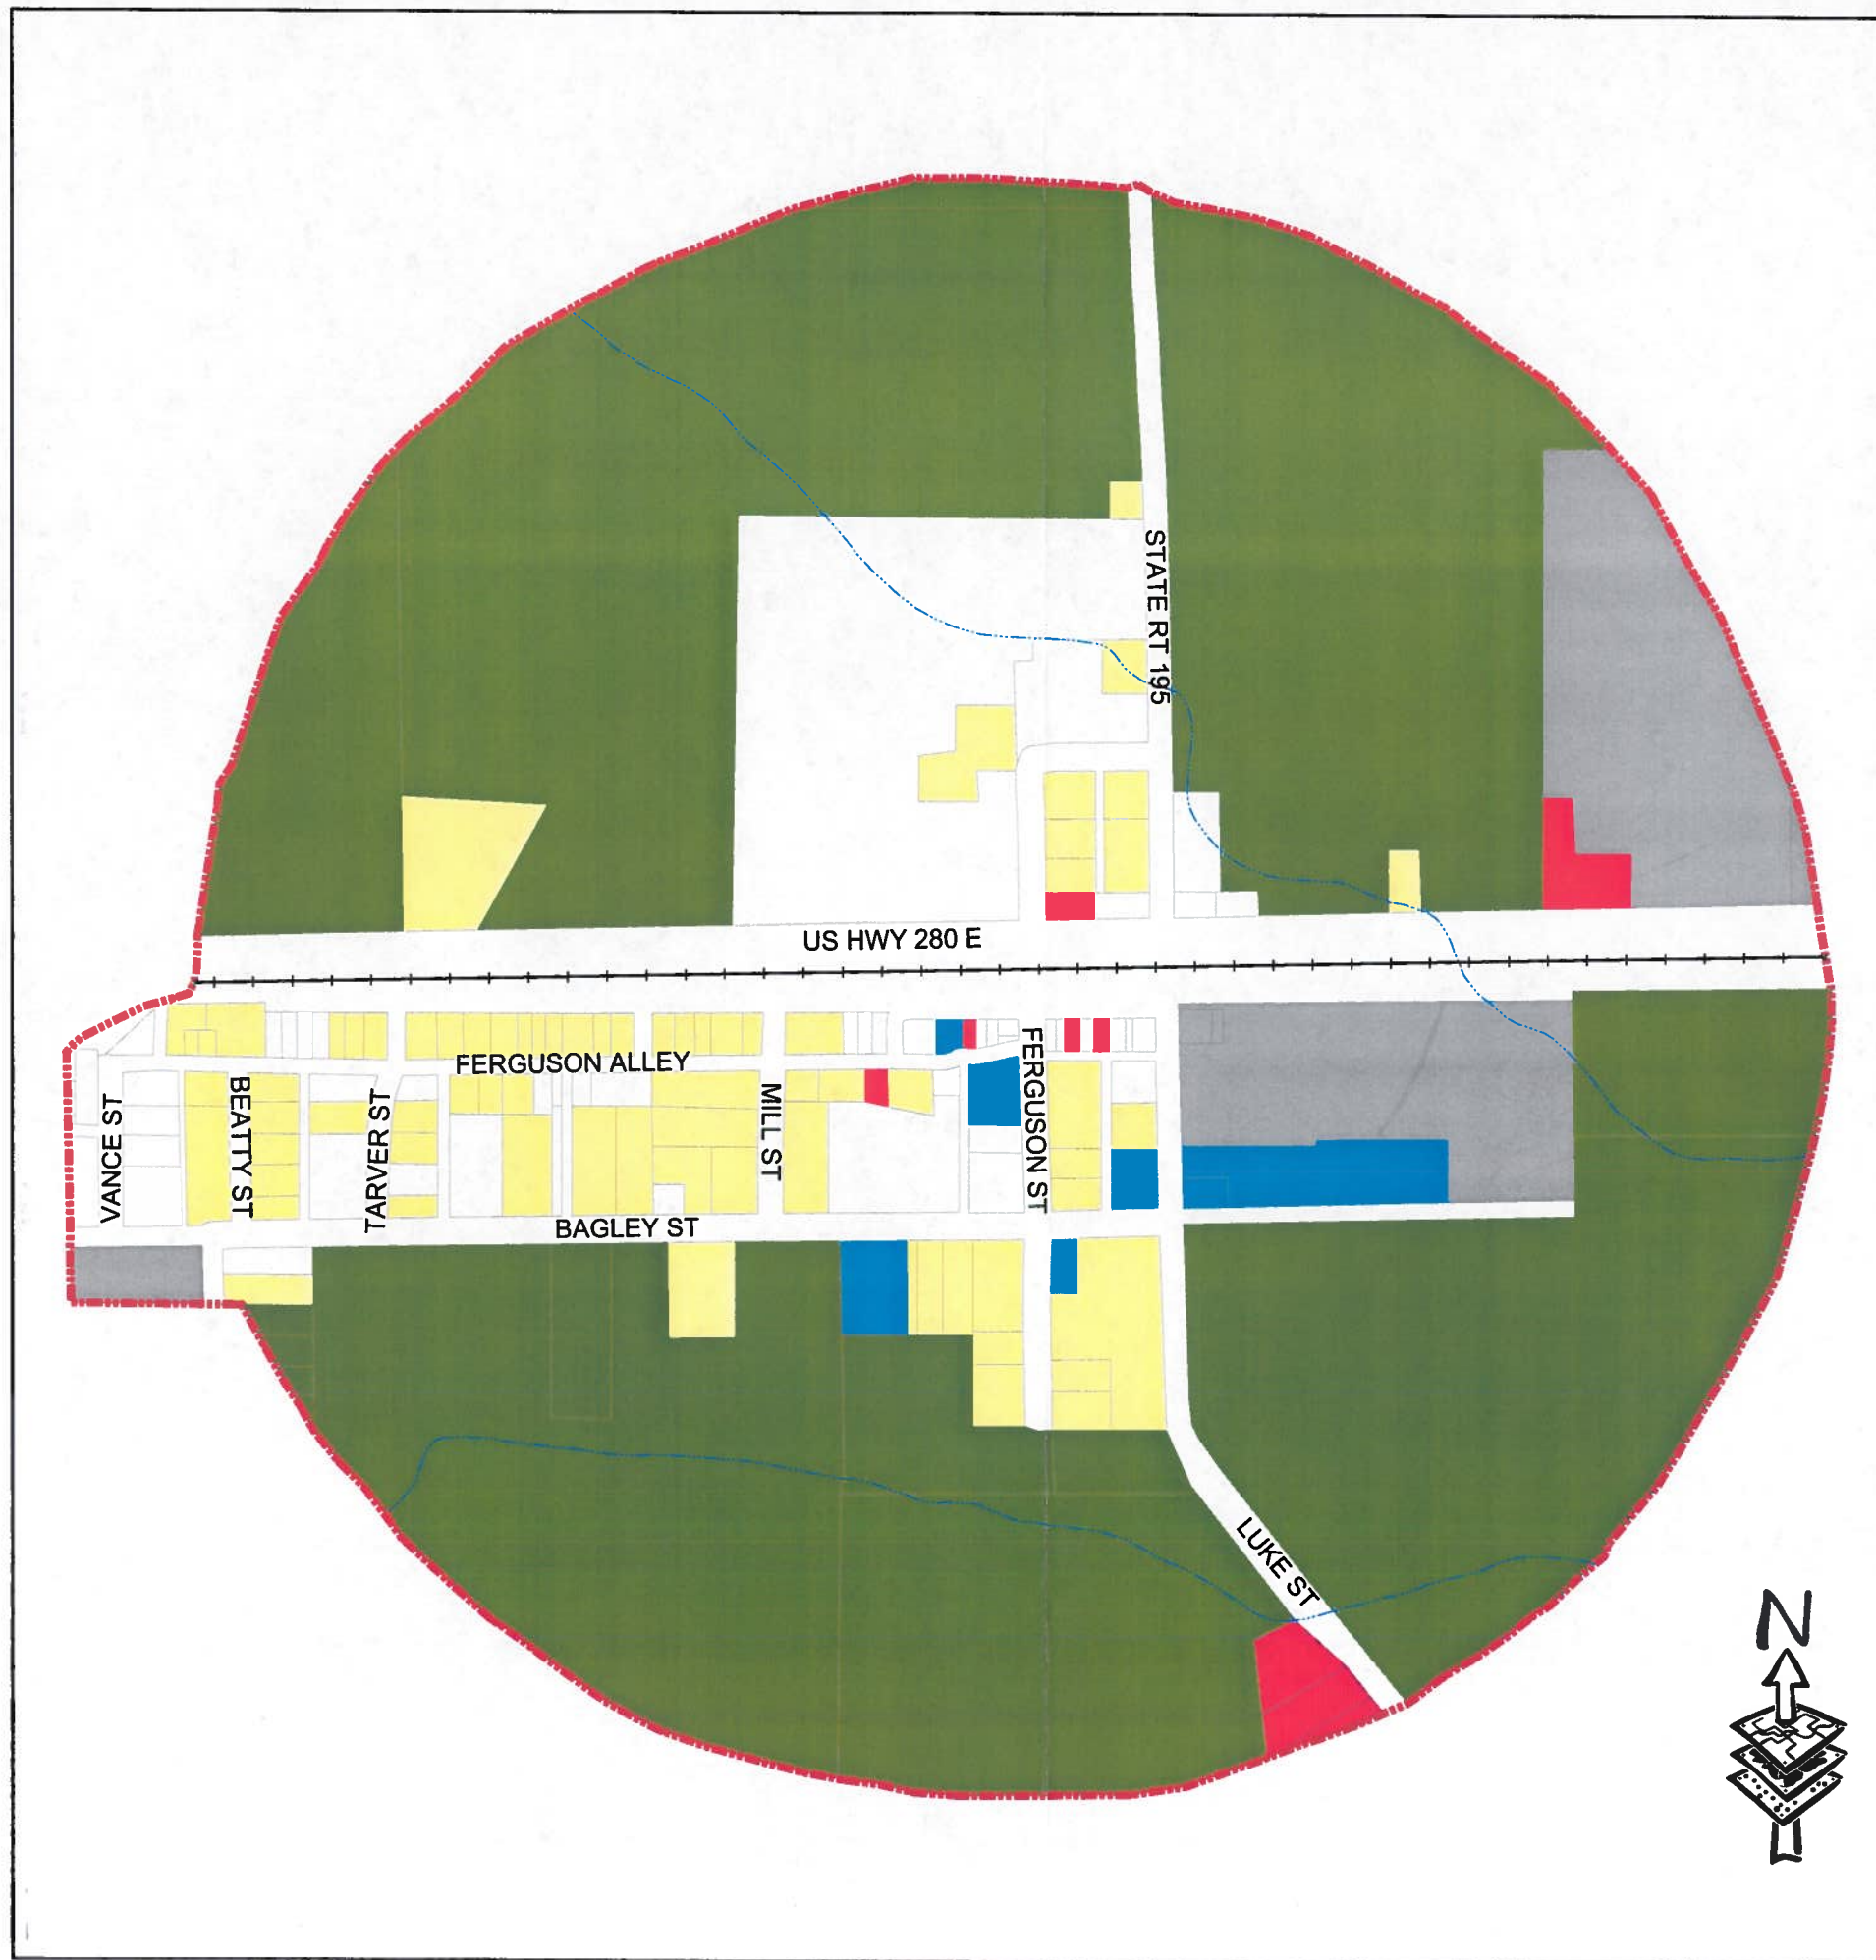 STATE RT 195
US HWY 280 E
FERGUSON ALLEY
FERGUSON ST
VANCE ST
BEATTY ST
TARVER ST
MILL ST
BAGLEY ST
LUKE ST
N